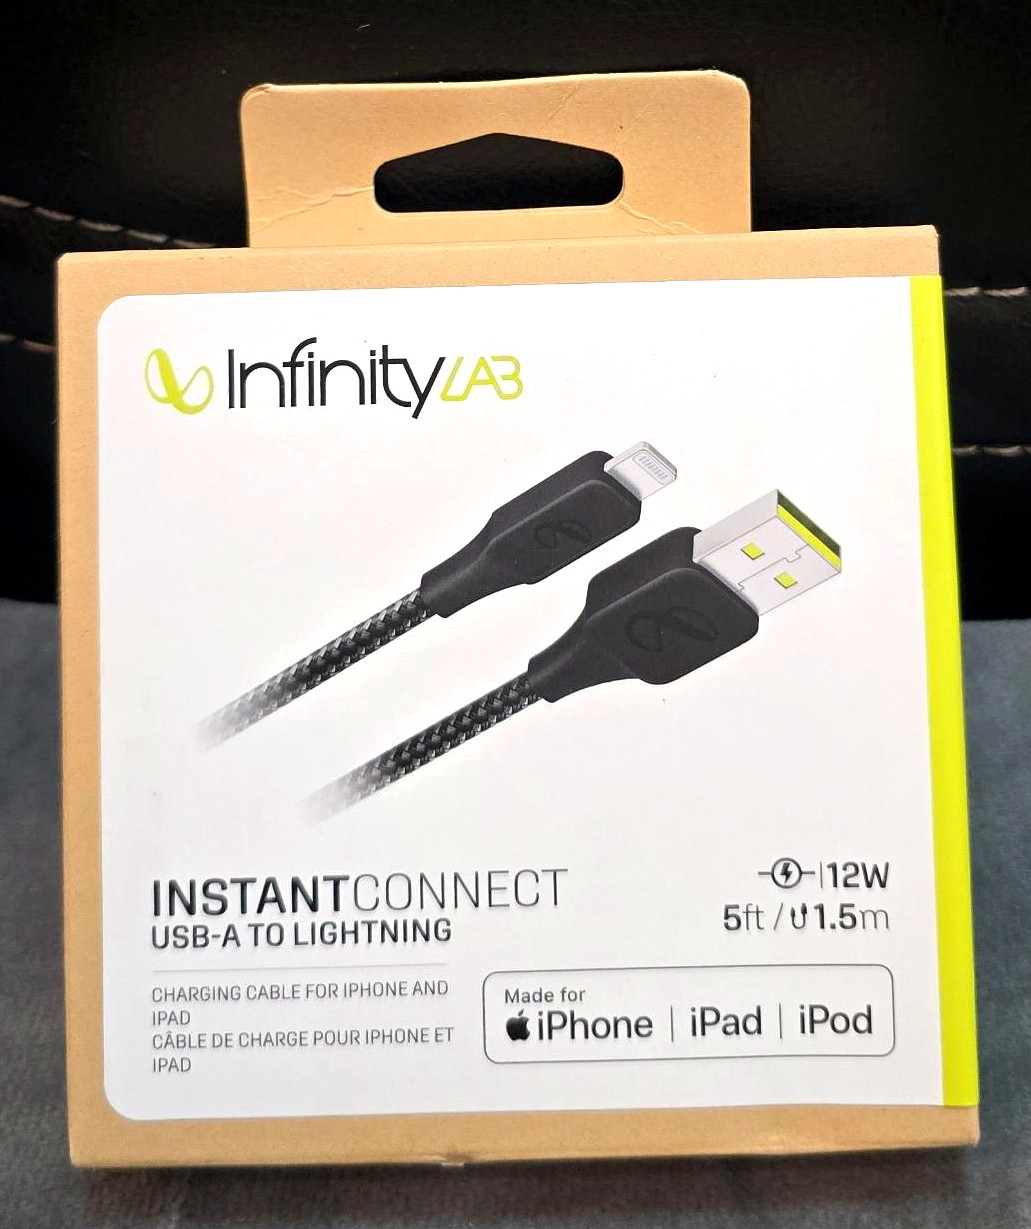 InfinityLAB
INSTANTCONNECT
USB-A TO LIGHTNING
12W
5ft / 1.5m
CHARGING CABLE FOR IPHONE AND
IPAD
CÂBLE DE CHARGE POUR IPHONE ET
IPAD
Made for
iPhone | iPad | iPod